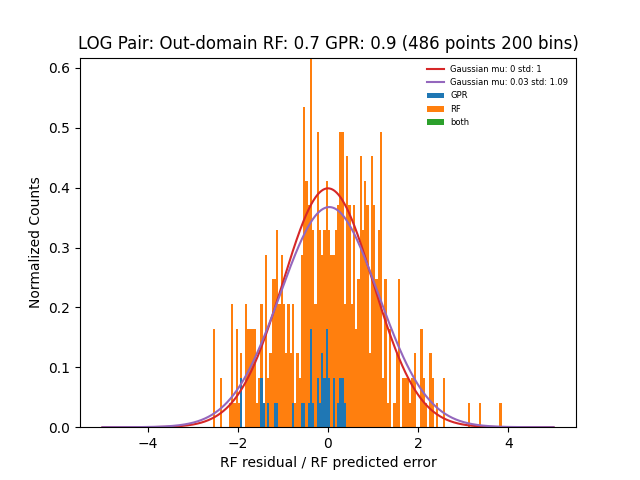 LOG Pair: Out-domain RF: 0.7 GPR: 0.9 (486 points 200 bins)
Gaussian mu: 0 std: 1
Gaussian mu: 0.03 std: 1.09
GPR
RF
both
Normalized Counts
0.6
0.5
0.4
0.3
0.2
0.1
0.0
−4 −2 0 2 4
RF residual / RF predicted error